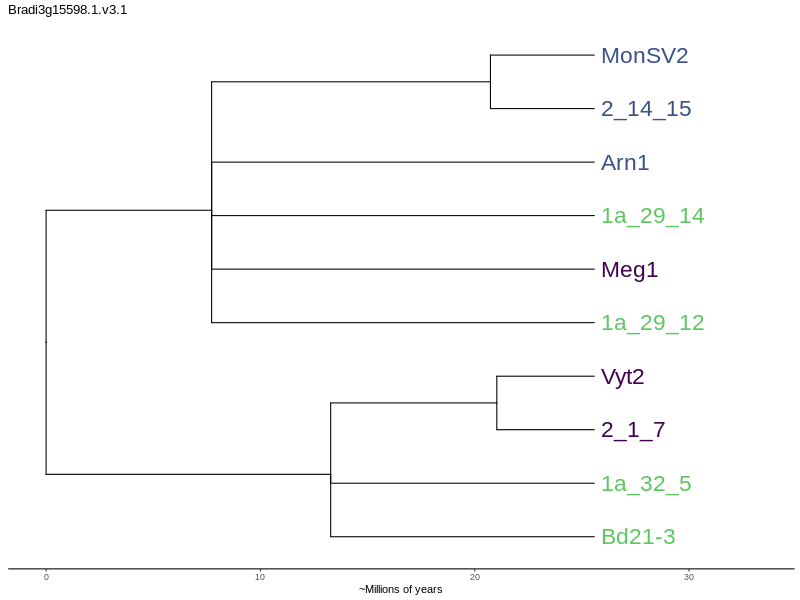 Bradi3g15598.1.v3.1
MonSV2
2_14_15
Arn1
1a_29_14
Meg1
1a_29_12
Vyt2
2_1_7
1a_32_5
Bd21-3
0 10 20 30
~Millions of years